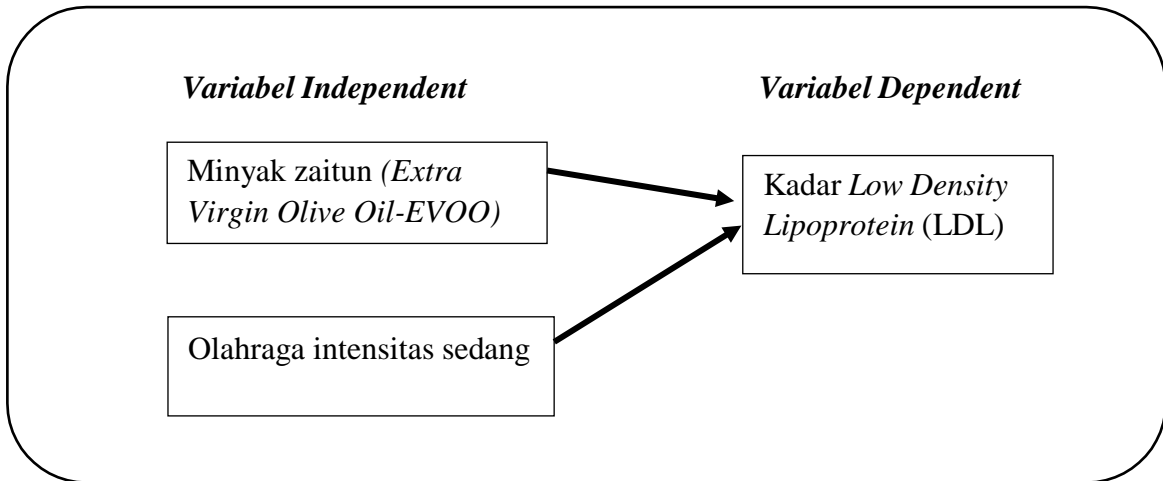 Variabel Independent
Variabel Dependent
Minyak zaitun (Extra
Virgin Olive Oil-EVOO)
Kadar Low Density
Lipoprotein (LDL)
Olahraga intensitas sedang